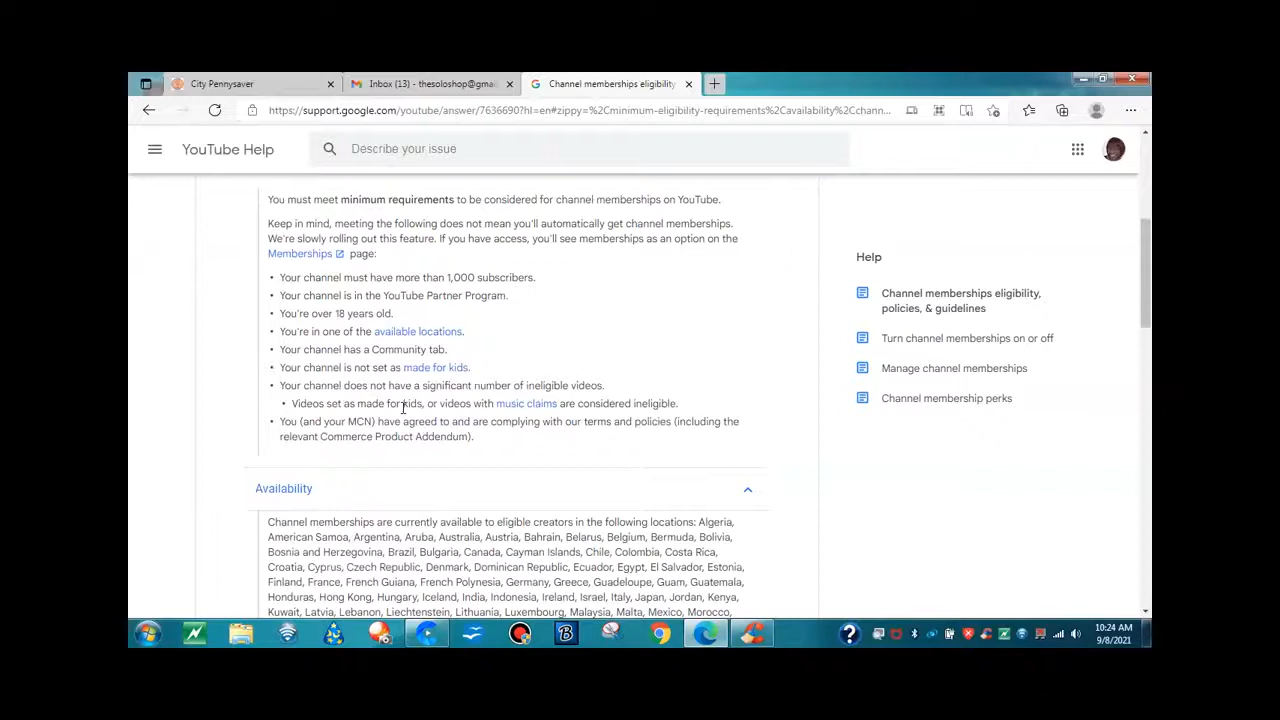 City Pennysaver
Inbox (13) - thesoloshop@gmai
Channel memberships eligibility
https://support.google.com/youtube/answer/7636690?hl=en#zippy=%2Cminimum-eligibility-requirements%2Cavailability%2Cchann...
YouTube Help
Describe your issue
You must meet minimum requirements to be considered for channel memberships on YouTube.
Keep in mind, meeting the following does not mean you'll automatically get channel memberships.
We're slowly rolling out this feature. If you have access, you'll see memberships as an option on the
Memberships page:
• Your channel must have more than 1,000 subscribers.
• Your channel is in the YouTube Partner Program.
• You're over 18 years old.
• You're in one of the available locations.
• Your channel has a Community tab.
• Your channel is not set as made for kids.
• Your channel does not have a significant number of ineligible videos.
• Videos set as made for kids, or videos with music claims are considered ineligible.
• You (and your MCN) have agreed to and are complying with our terms and policies (including the
relevant Commerce Product Addendum).
Availability
Channel memberships are currently available to eligible creators in the following locations: Algeria,
American Samoa, Argentina, Aruba, Australia, Austria, Bahrain, Belarus, Belgium, Bermuda, Bolivia,
Bosnia and Herzegovina, Brazil, Bulgaria, Canada, Cayman Islands, Chile, Colombia, Costa Rica,
Croatia, Cyprus, Czech Republic, Denmark, Dominican Republic, Ecuador, Egypt, El Salvador, Estonia,
Finland, France, French Guiana, French Polynesia, Germany, Greece, Guadeloupe, Guam, Guatemala,
Honduras, Hong Kong, Hungary, Iceland, India, Indonesia, Ireland, Israel, Italy, Japan, Jordan, Kenya,
Kuwait, Latvia, Lebanon, Liechtenstein, Lithuania, Luxembourg, Malaysia, Malta, Mexico, Morocco,
Help
Channel memberships eligibility,
policies, & guidelines
Turn channel memberships on or off
Manage channel memberships
Channel membership perks
10:24 AM
9/8/2021